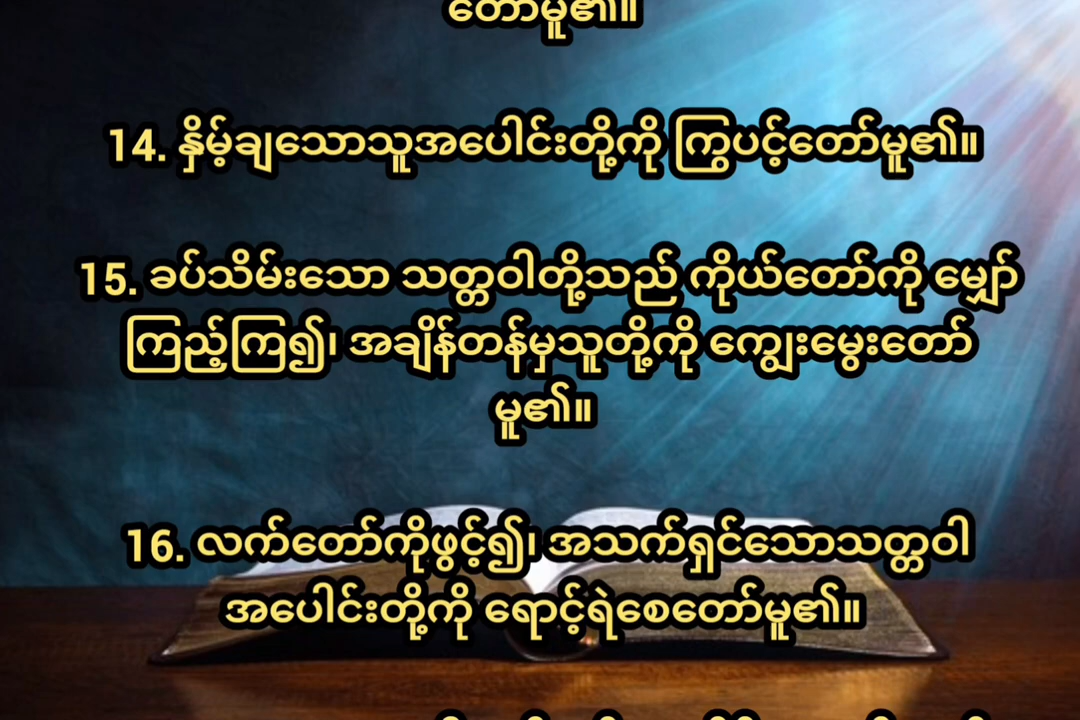 တော်မူ၏။
14. နှိမ့်ချသောသူအပေါင်းတို့ကို ကြွပင့်တော်မူ၏။
15. ခပ်သိမ်းသော သတ္တဝါတို့သည် ကိုယ်တော်ကို မျှော်
ကြည့်ကြ၍၊ အချိန်တန်မှသူတို့ကို ကျွေးမွေးတော်
မူ၏။
16. လက်တော်ကိုဖွင့်၍၊ အသက်ရှင်သောသတ္တဝါ
အပေါင်းတို့ကို ရောင့်ရဲစေတော်မူ၏။